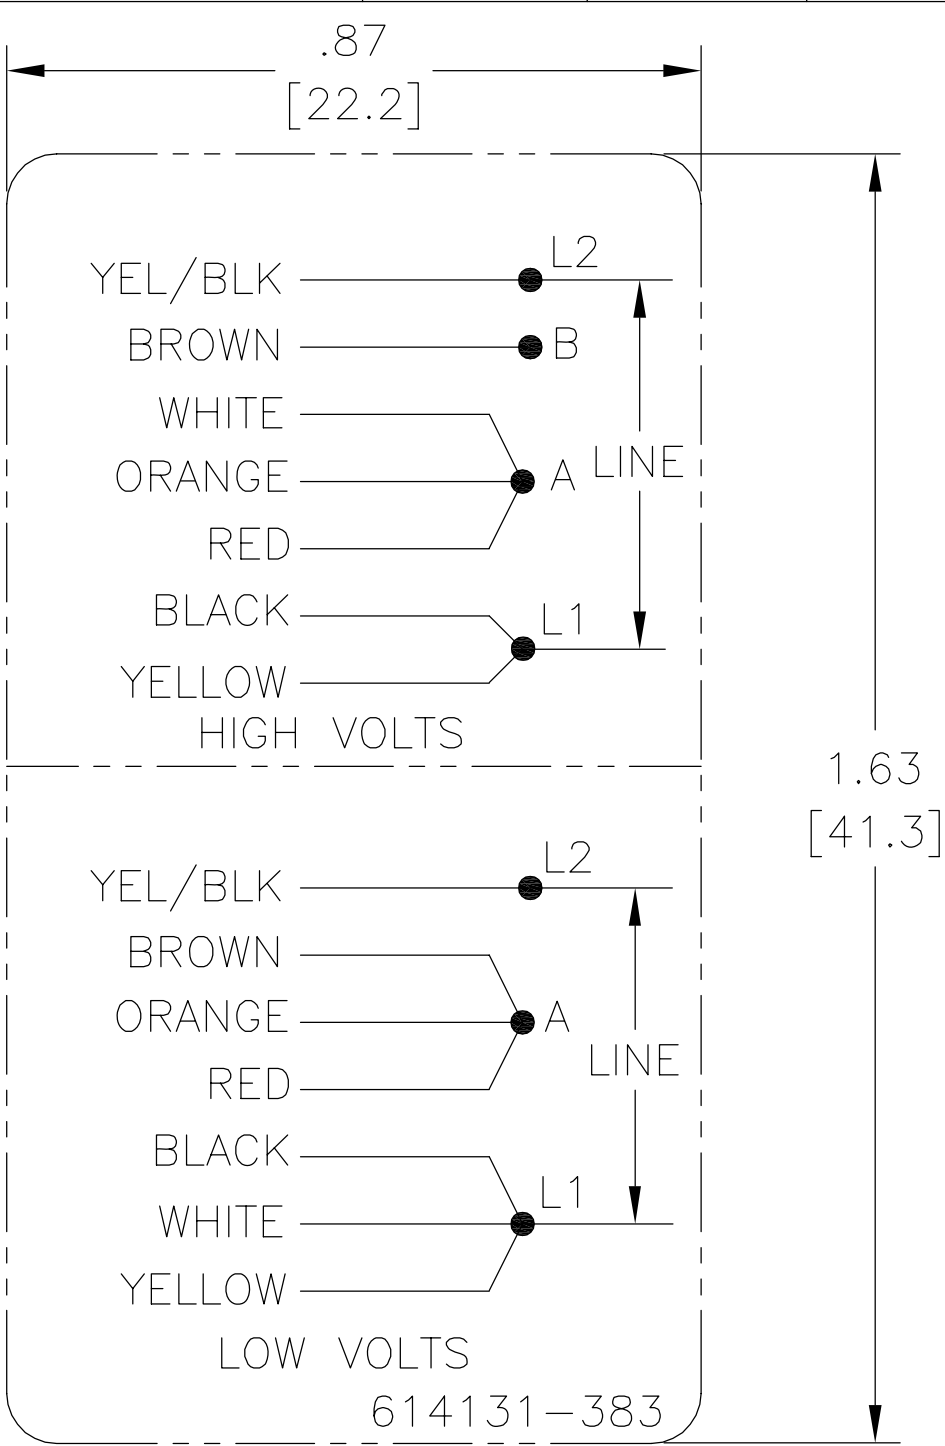 .87
[22.2]
L2
YEL/BLK
BROWN
B
WHITE
ORANGE
A
LINE
RED
BLACK
L1
YELLOW
HIGH VOLTS
1.63
[41.3]
L2
YEL/BLK
BROWN
ORANGE
A
LINE
RED
BLACK
L1
WHITE
YELLOW
LOW VOLTS
614131-383